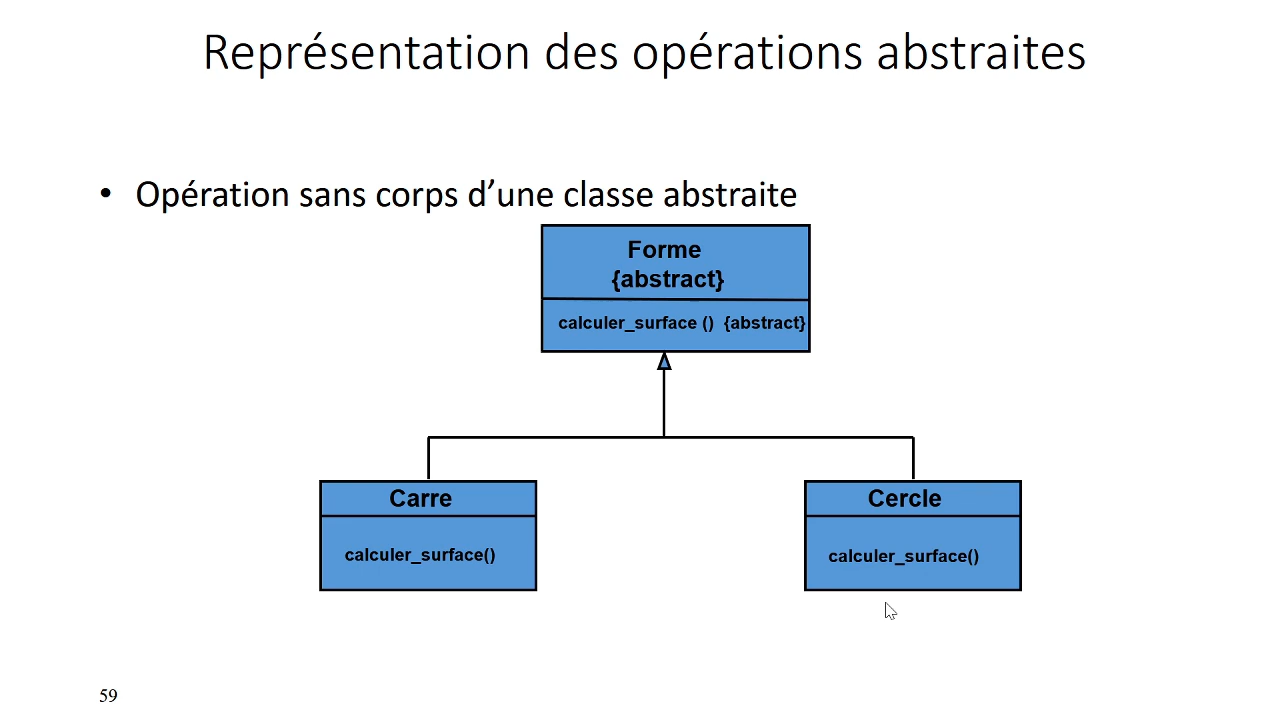 Représentation des opérations abstraites
• Opération sans corps d’une classe abstraite
Forme
{abstract}
calculer_surface () {abstract}
Carre
calculer_surface()
Cercle
calculer_surface()
59